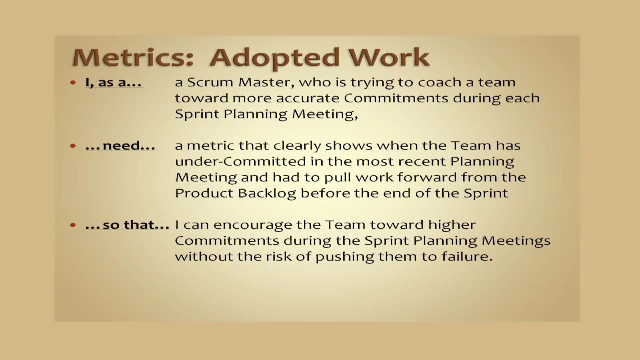 Metrics: Adopted Work
• I, as a... a Scrum Master, who is trying to coach a team
toward more accurate Commitments during each
Sprint Planning Meeting,
• ...need... a metric that clearly shows when the Team has
under-Committed in the most recent Planning
Meeting and had to pull work forward from the
Product Backlog before the end of the Sprint
• ...so that... I can encourage the Team toward higher
Commitments during the Sprint Planning Meetings
without the risk of pushing them to failure.